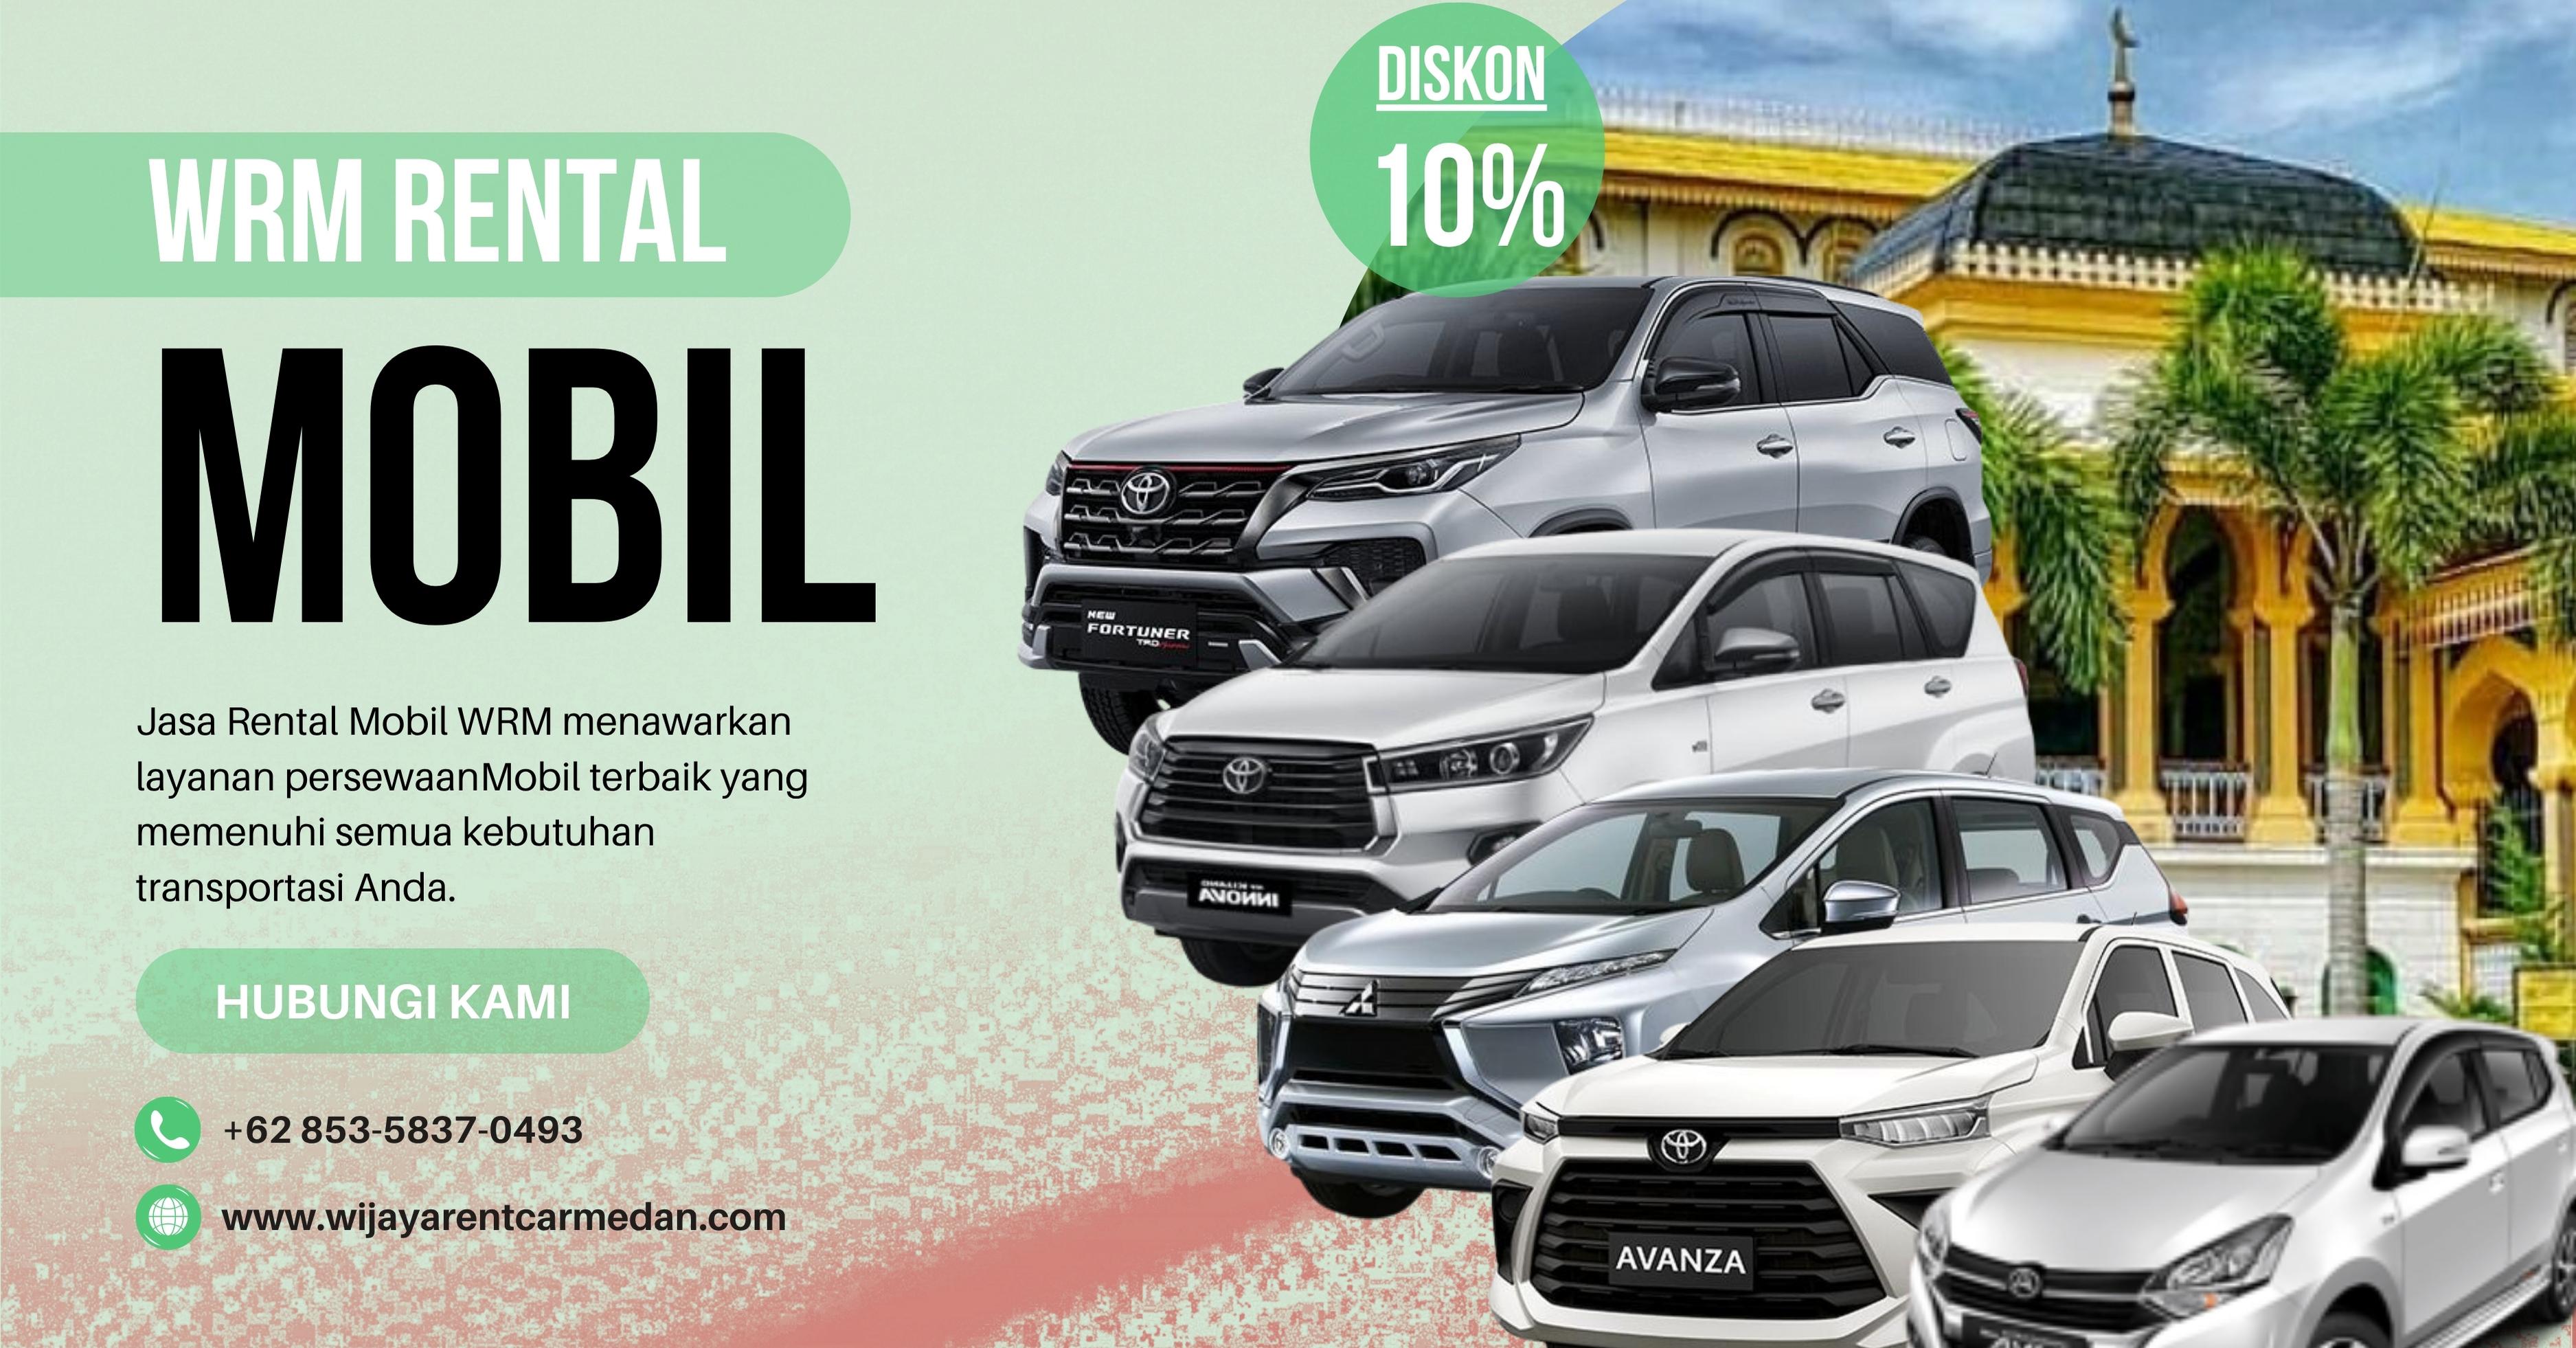 DISKON
10%
WRM RENTAL
MOBIL
Jasa Rental Mobil WRM menawarkan
layanan persewaanMobil terbaik yang
memenuhi semua kebutuhan
transportasi Anda.
HUBUNGI KAMI
+62 853-5837-0493
www.wijayarentcarmedan.com
NEW
FORTUNER
TRD
INNOVA
AVANZA